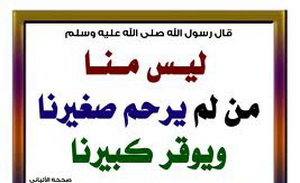 قال رسول الله صلى الله عليه وسلم
ليس منا
من لم يرحم صغيرنا
ويوقر كبيرنا
صححه الألباني